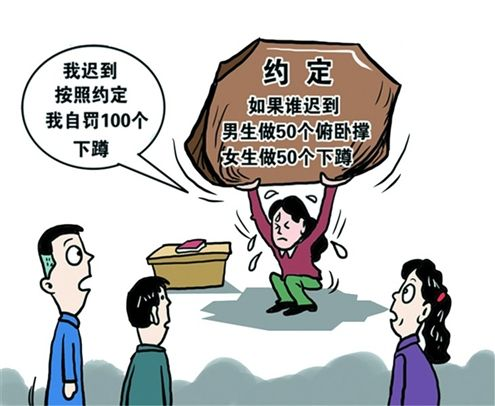 我迟到
按照约定
我自罚100个
下蹲
约定
如果谁迟到
男生做50个俯卧撑
女生做50个下蹲